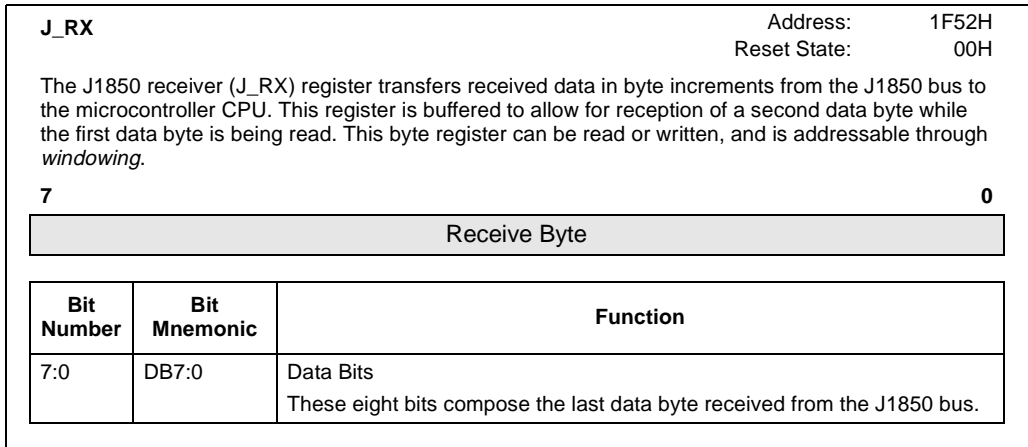 J_RX Address: 1F52H
Reset State: 00H
The J1850 receiver (J_RX) register transfers received data in byte increments from the J1850 bus to
the microcontroller CPU. This register is buffered to allow for reception of a second data byte while
the first data byte is being read. This byte register can be read or written, and is addressable through
windowing.
7 0
Receive Byte
Bit Number Bit Mnemonic Function
7:0 DB7:0 Data Bits
These eight bits compose the last data byte received from the J1850 bus.